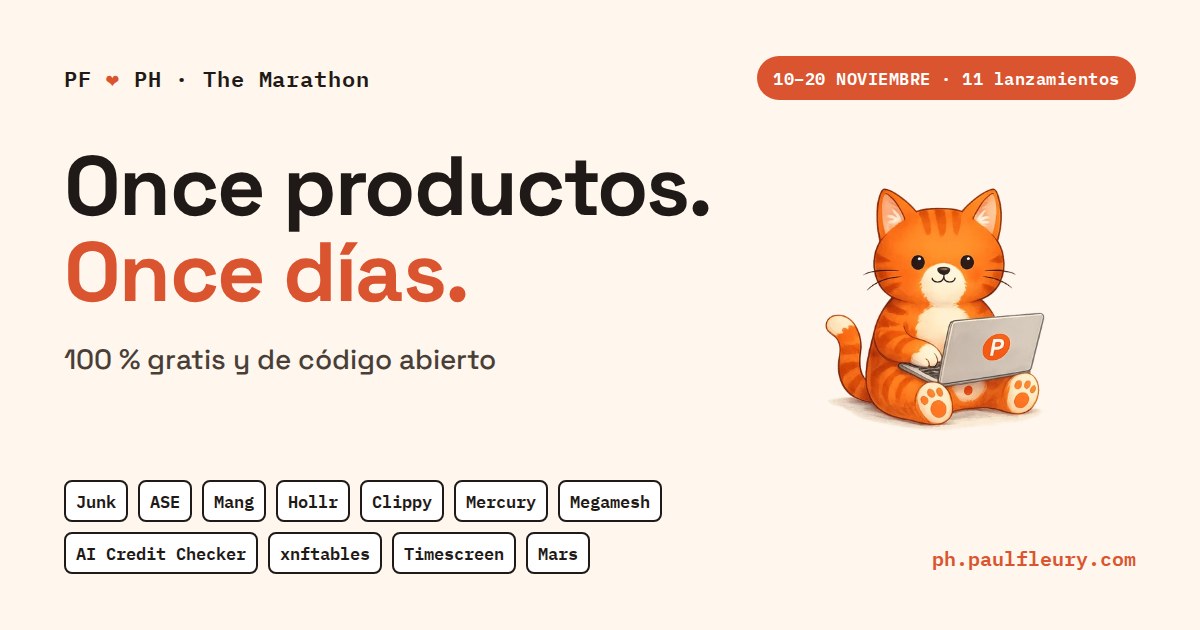 PF ❤ PH · The Marathon
10–20 NOVIEMBRE · 11 lanzamientos
Once productos.
Once días.
100 % gratis y de código abierto
P
Junk ASE Mang Hollr Clippy Mercury Megamesh
AI Credit Checker xnftables Timescreen Mars
ph.paulfleury.com